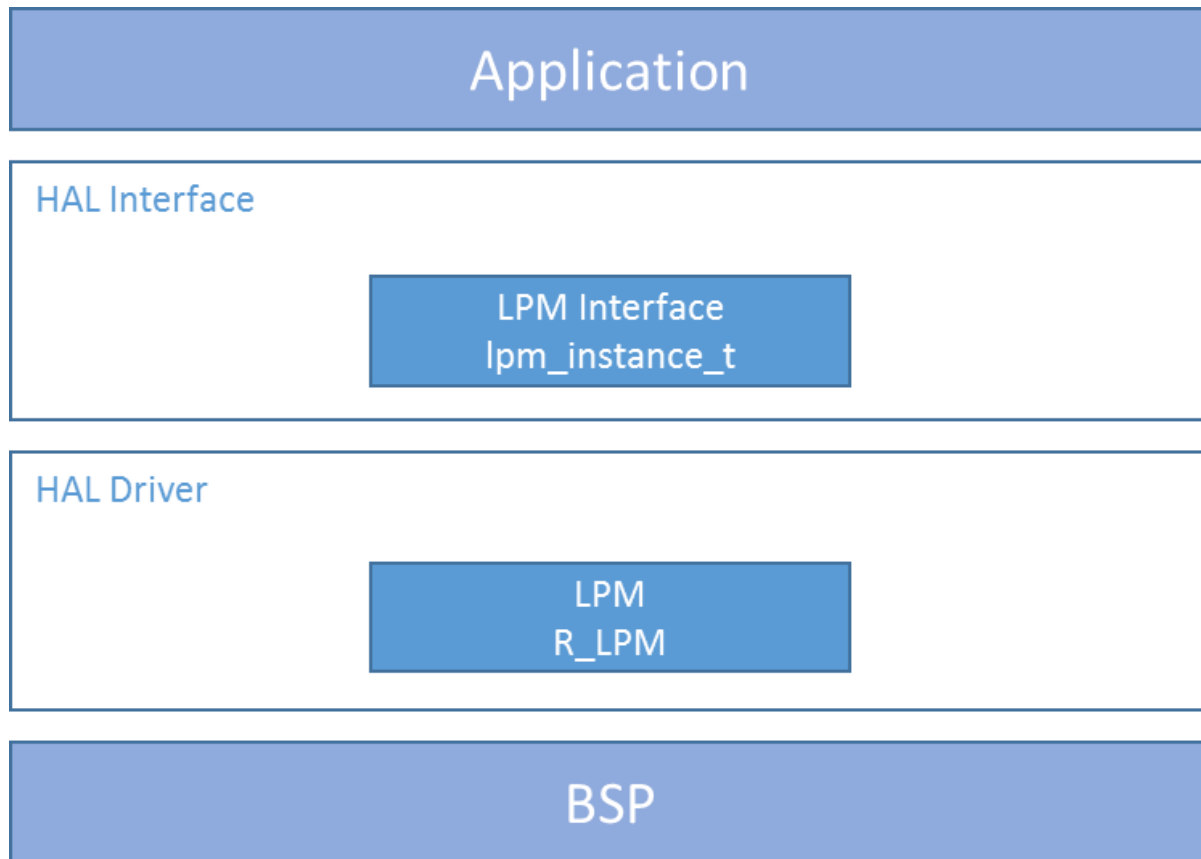 Application
HAL Interface
LPM Interface
lpm_instance_t
HAL Driver
LPM
R_LPM
BSP